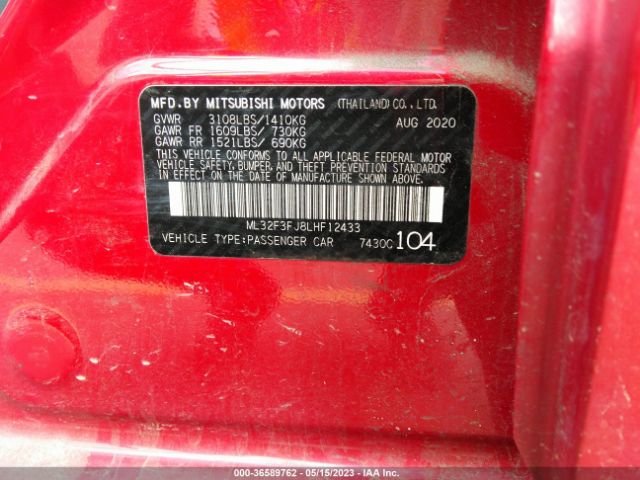 MFD.BY MITSUBISHI MOTORS (THAILAND)CO.,LTD.
GVWR 3108LBS/1410KG AUG 2020
GAWR FR 1609LBS/ 730KG
GAWR RR 1521LBS/ 690KG
THIS VEHICLE CONFORMS TO ALL APPLICABLE FEDERAL MOTOR
VEHICLE SAFETY, BUMPER, AND THEFT PREVENTION STANDARDS
IN EFFECT ON THE DATE OF MANUFACTURE SHOWN ABOVE.
ML32F3FJ8LHF12433
VEHICLE TYPE:PASSENGER CAR 7430C 104
000-36589762 - 05/15/2023 - IAA Inc.